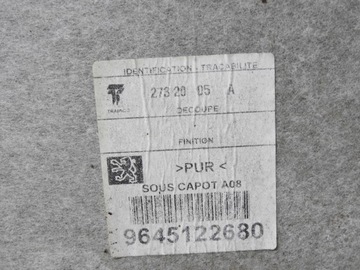 IDENTIFICATION - TRACABILITE
273 20 05 A
DECOUPE
FINITION
>PUR<
SOUS CAPOT A08
9645122680